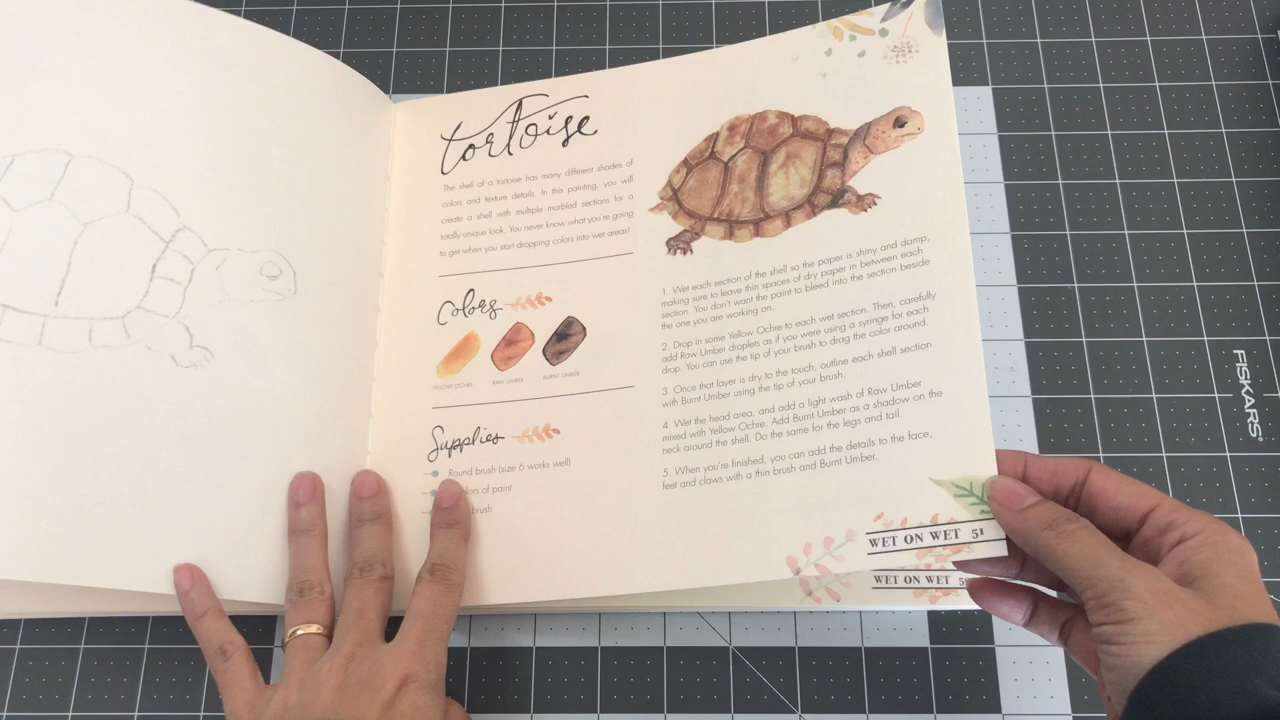 tortoise
The shell of a tortoise has many different shades of
colors and texture details. In this painting, you will
create a shell with multiple marbled sections for a
totally unique look. You never know what you're going
to get when you start dropping colors into wet areas!
Colors
YELLOW OCHRE RAW UMBER BURNT UMBER
Supplies
Round brush (size 6 works well)
of paint
brush
1. Wet each section of the shell so the paper is shiny and damp,
making sure to leave thin spaces of dry paper in between each
section. You don't want the paint to bleed into the section beside
the one you are working on.
2. Drop in some Yellow Ochre to each wet section. Then, carefully
add Raw Umber droplets as if you were using a syringe for each
drop. You can use the tip of your brush to drag the color around.
3. Once that layer is dry to the touch, outline each shell section
with Burnt Umber using the tip of your brush.
4. Wet the head area, and add a light wash of Raw Umber
mixed with Yellow Ochre. Add Burnt Umber as a shadow on the
neck around the shell. Do the same for the legs and tail.
5. When you're finished, you can add the details to the face,
feet and claws with a thin brush and Burnt Umber.
WET ON WET 51
WET ON WET
FISKARS